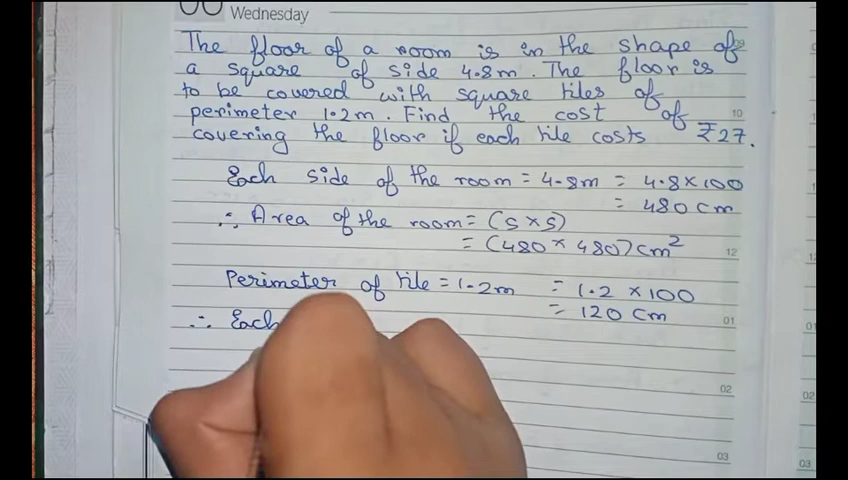 Wednesday
The floor of a room is in the shape of
a square of side 4.8m. The floor is
to be covered with square tiles of
perimeter 1.2m. Find the cost of
covering the floor if each tile costs ₹27.
Each side of the room = 4.8m = 4.8×100
= 480 cm
∴ Area of the room = (s×s)
= (480 × 480) cm²
Perimeter of tile = 1.2m = 1.2 × 100
= 120 cm
∴ Each
10
12
01
02
03
01
02
03